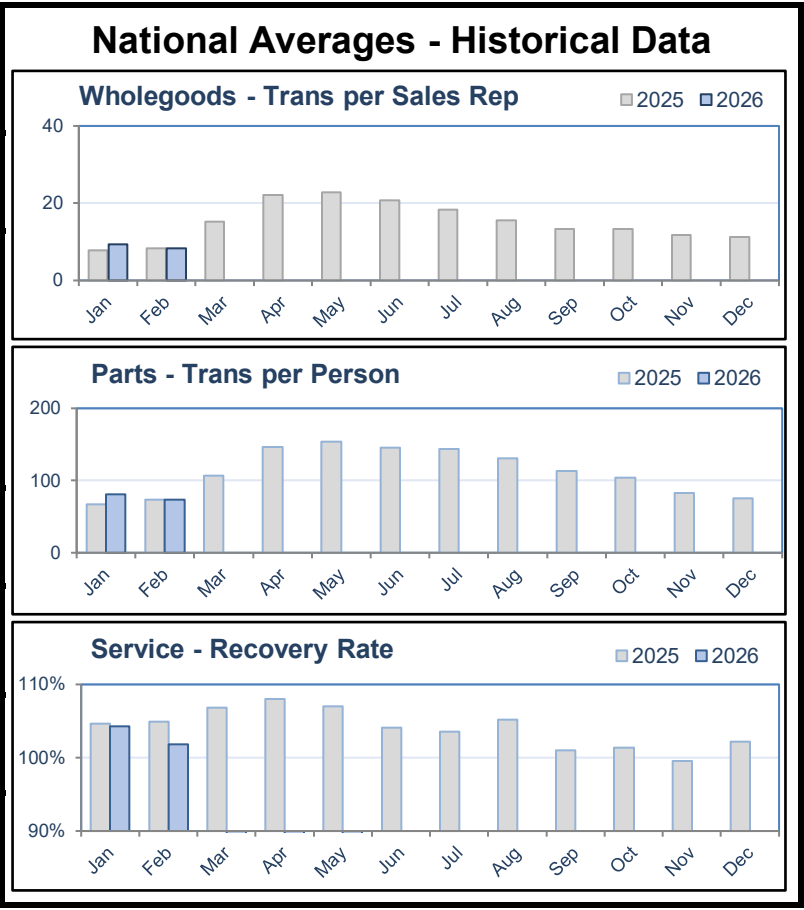 National Averages - Historical Data
Wholegoods - Trans per Sales Rep
2025 2026
40
20
0
Jan Feb Mar Apr May Jun Jul Aug Sep Oct Nov Dec
Parts - Trans per Person
2025 2026
200
100
0
Jan Feb Mar Apr May Jun Jul Aug Sep Oct Nov Dec
Service - Recovery Rate
2025 2026
110%
100%
90%
Jan Feb Mar Apr May Jun Jul Aug Sep Oct Nov Dec